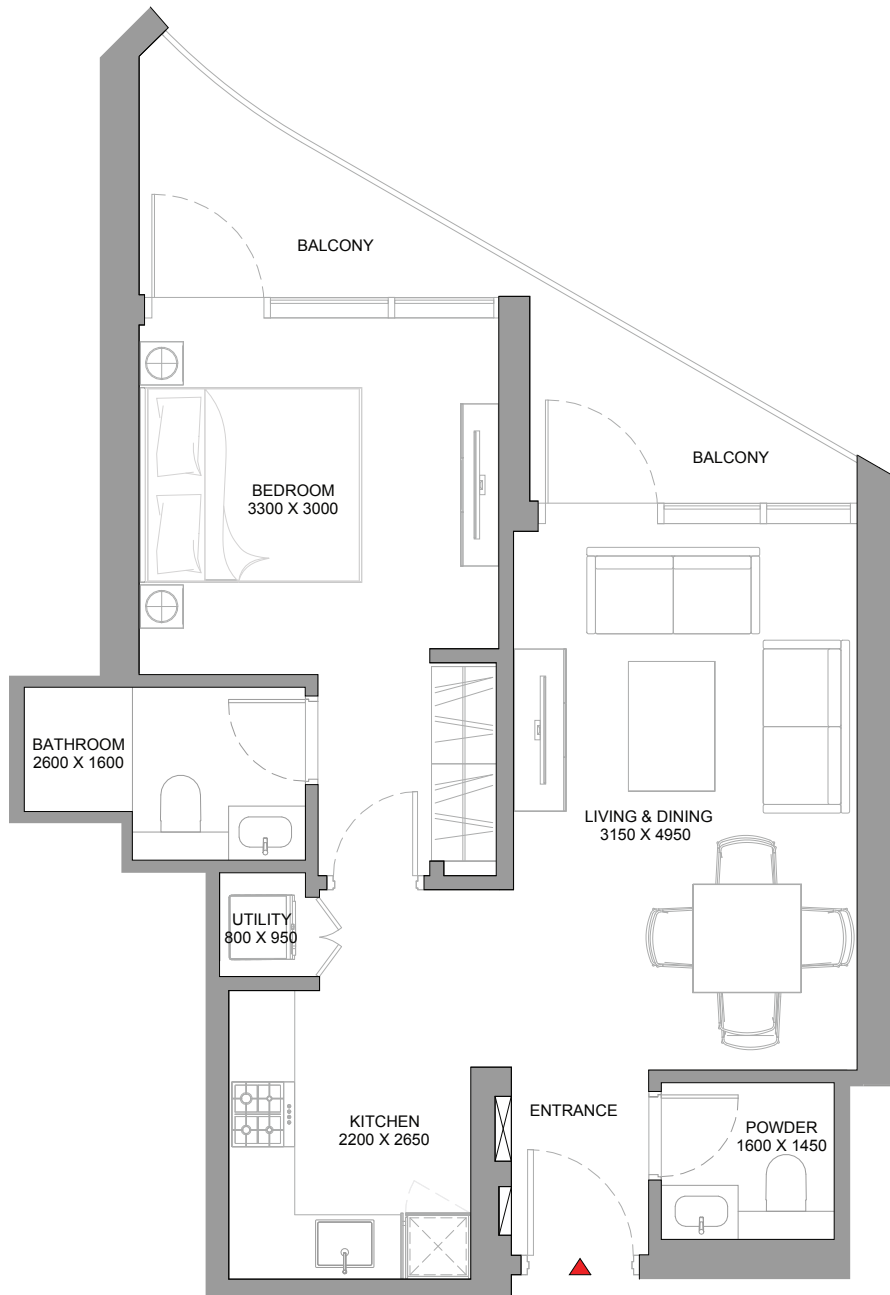 BALCONY
BALCONY
BEDROOM
3300 X 3000
BATHROOM
2600 X 1600
LIVING & DINING
3150 X 4950
UTILITY
800 X 950
KITCHEN
2200 X 2650
ENTRANCE
POWDER
1600 X 1450